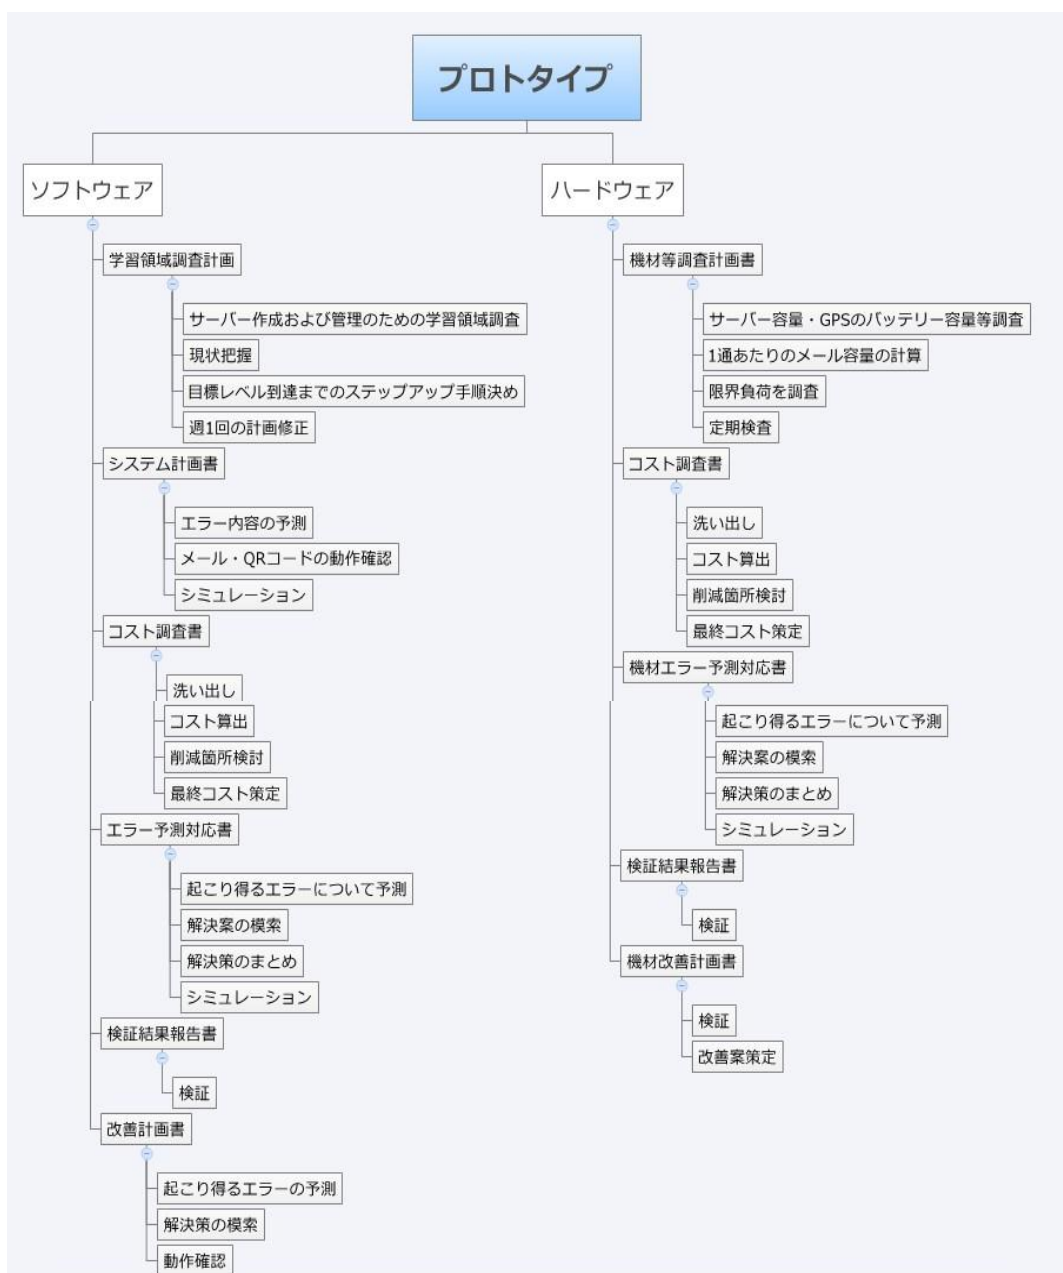 プロトタイプ
ソフトウェア
学習領域調査計画
サーバー作成および管理のための学習領域調査
現状把握
目標レベル到達までのステップアップ手順決め
週1回の計画修正
システム計画書
エラー内容の予測
メール・QRコードの動作確認
シミュレーション
コスト調査書
洗い出し
コスト算出
削減箇所検討
最終コスト策定
エラー予測対応書
起こり得るエラーについて予測
解決案の模索
解決策のまとめ
シミュレーション
検証結果報告書
検証
改善計画書
起こり得るエラーの予測
解決策の模索
動作確認
ハードウェア
機材等調査計画書
サーバー容量・GPSのバッテリー容量等調査
1通あたりのメール容量の計算
限界負荷を調査
定期検査
コスト調査書
洗い出し
コスト算出
削減箇所検討
最終コスト策定
機材エラー予測対応書
起こり得るエラーについて予測
解決案の模索
解決策のまとめ
シミュレーション
検証結果報告書
検証
機材改善計画書
検証
改善案策定